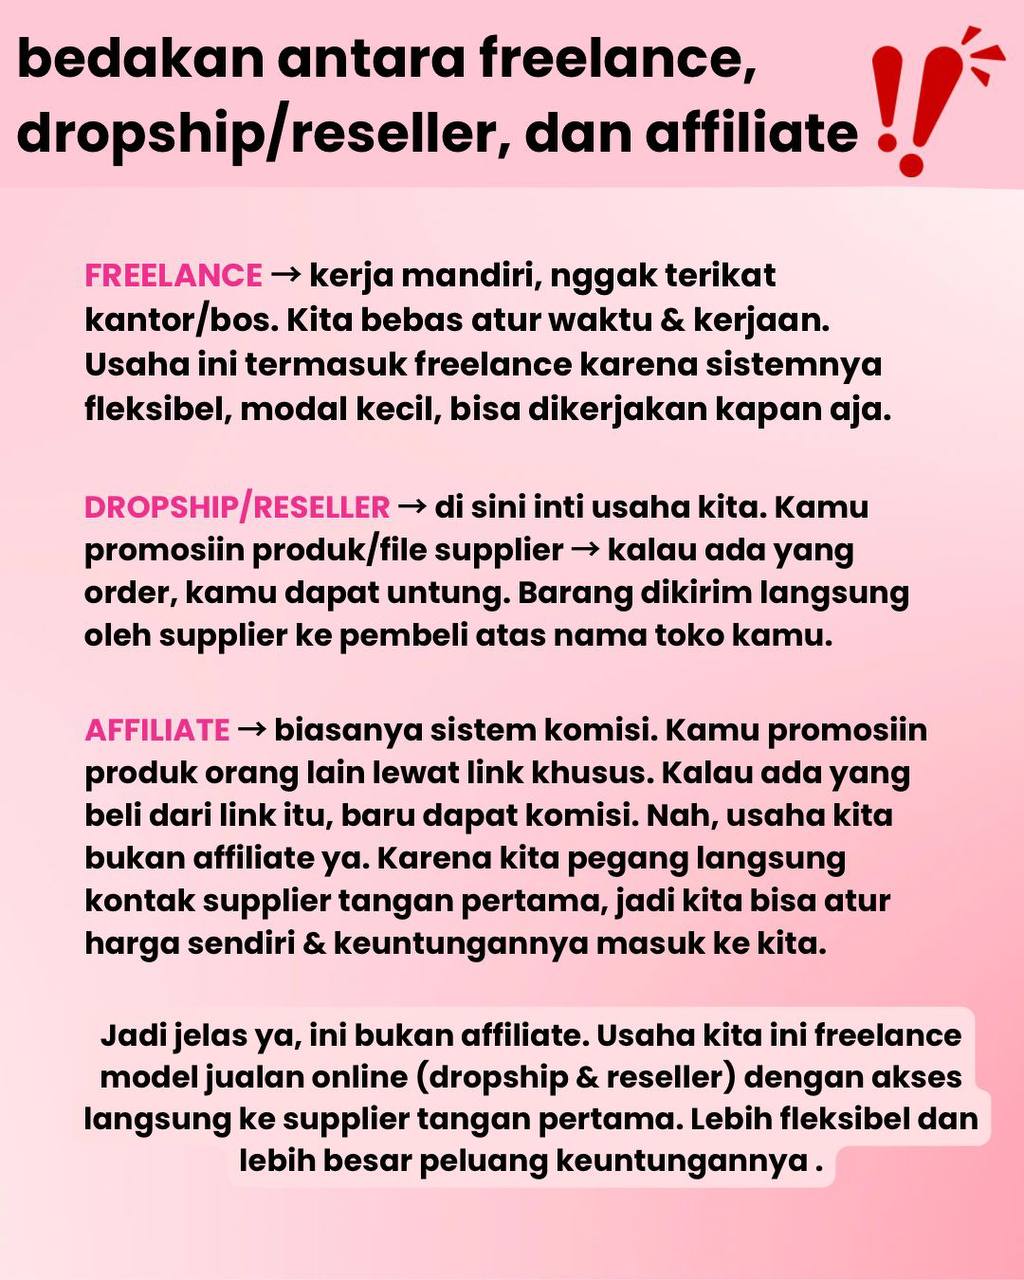 bedakan antara freelance,
dropship/reseller, dan affiliate
FREELANCE → kerja mandiri, nggak terikat
kantor/bos. Kita bebas atur waktu & kerjaan.
Usaha ini termasuk freelance karena sistemnya
fleksibel, modal kecil, bisa dikerjakan kapan aja.
DROPSHIP/RESELLER → di sini inti usaha kita. Kamu
promosiin produk/file supplier → kalau ada yang
order, kamu dapat untung. Barang dikirim langsung
oleh supplier ke pembeli atas nama toko kamu.
AFFILIATE → biasanya sistem komisi. Kamu promosiin
produk orang lain lewat link khusus. Kalau ada yang
beli dari link itu, baru dapat komisi. Nah, usaha kita
bukan affiliate ya. Karena kita pegang langsung
kontak supplier tangan pertama, jadi kita bisa atur
harga sendiri & keuntungannya masuk ke kita.
Jadi jelas ya, ini bukan affiliate. Usaha kita ini freelance
model jualan online (dropship & reseller) dengan akses
langsung ke supplier tangan pertama. Lebih fleksibel dan
lebih besar peluang keuntungannya .